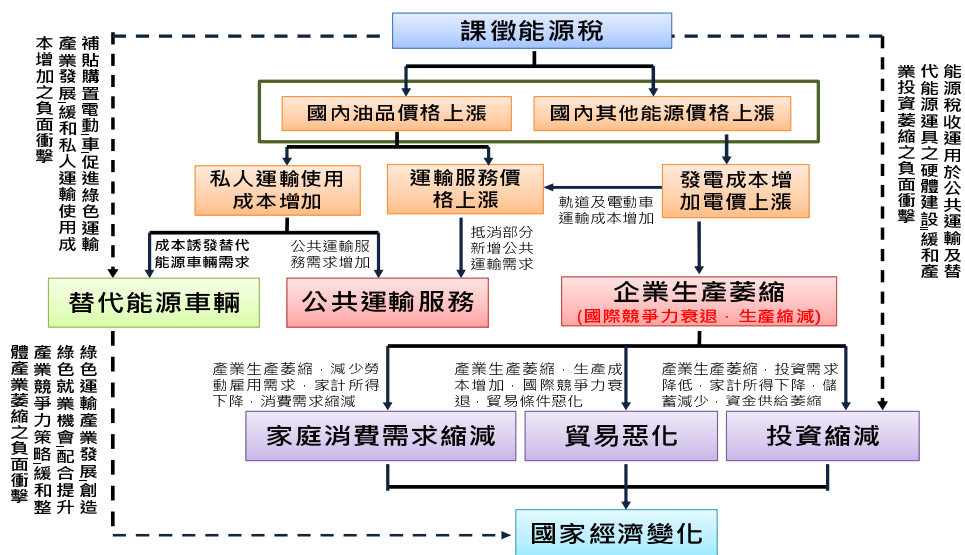 課徵能源稅
國內油品價格上漲
國內其他能源價格上漲
私人運輸使用
成本增加
運輸服務價
格上漲
發電成本增
加電價上漲
軌道及電動車
運輸成本增加
成本誘發替代
能源車輛需求
公共運輸服
務需求增加
抵消部分
新增公共
運輸需求
替代能源車輛
公共運輸服務
企業生產萎縮
(國際競爭力衰退．生產縮減)
產業生產萎縮．減少勞
動雇用需求．家計所得
下降．消費需求縮減
產業生產萎縮．生產成
本增加．國際競爭力衰
退．貿易條件惡化
產業生產萎縮．投資需求
降低．家計所得下降．儲
蓄減少．資金供給萎縮
家庭消費需求縮減
貿易惡化
投資縮減
國家經濟變化
補貼購置電動車|促進綠色運輸
產業發展|緩和私人運輸使用成
本增加之負面衝擊
能源稅收運用於公共運輸及替
代能源運具之硬體建設|緩和產
業投資萎縮之負面衝擊
綠色運輸產業發展|創造
綠色就業機會|配合提升
產業競爭力策略|緩和整
體產業萎縮之負面衝擊